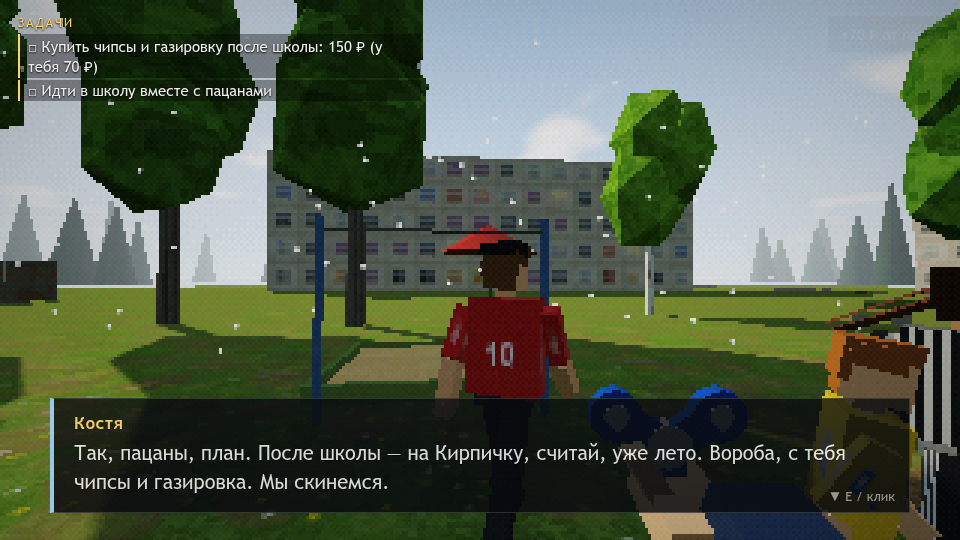 ЗАДАЧИ
□ Купить чипсы и газировку после школы: 150 ₽ (у
тебя 70 ₽)
□ Идти в школу вместе с пацанами
10
Костя
Так, пацаны, план. После школы — на Кирпичку, считай, уже лето. Вороба, с тебя
чипсы и газировка. Мы скинемся.
▼ E / клик